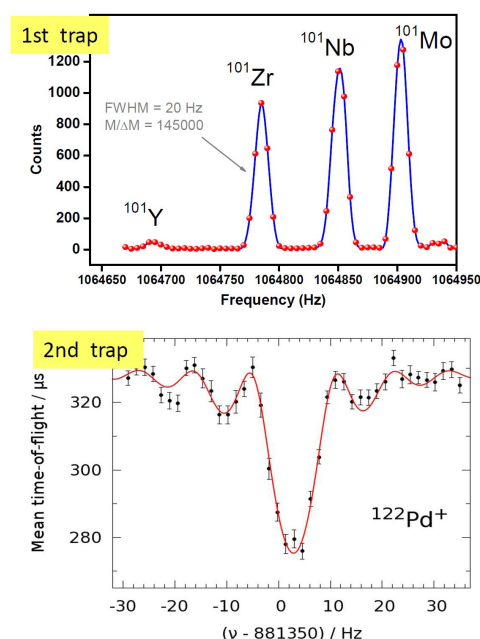 1st trap
101Zr
101Nb
101Mo
101Y
FWHM = 20 Hz
M/ΔM = 145000
Counts
1200
1000
800
600
400
200
0
1064650 1064700 1064750 1064800 1064850 1064900 1064950
Frequency (Hz)
2nd trap
Mean time-of-flight / μs
320
300
280
122Pd+
-30 -20 -10 0 10 20 30
(ν - 881350) / Hz